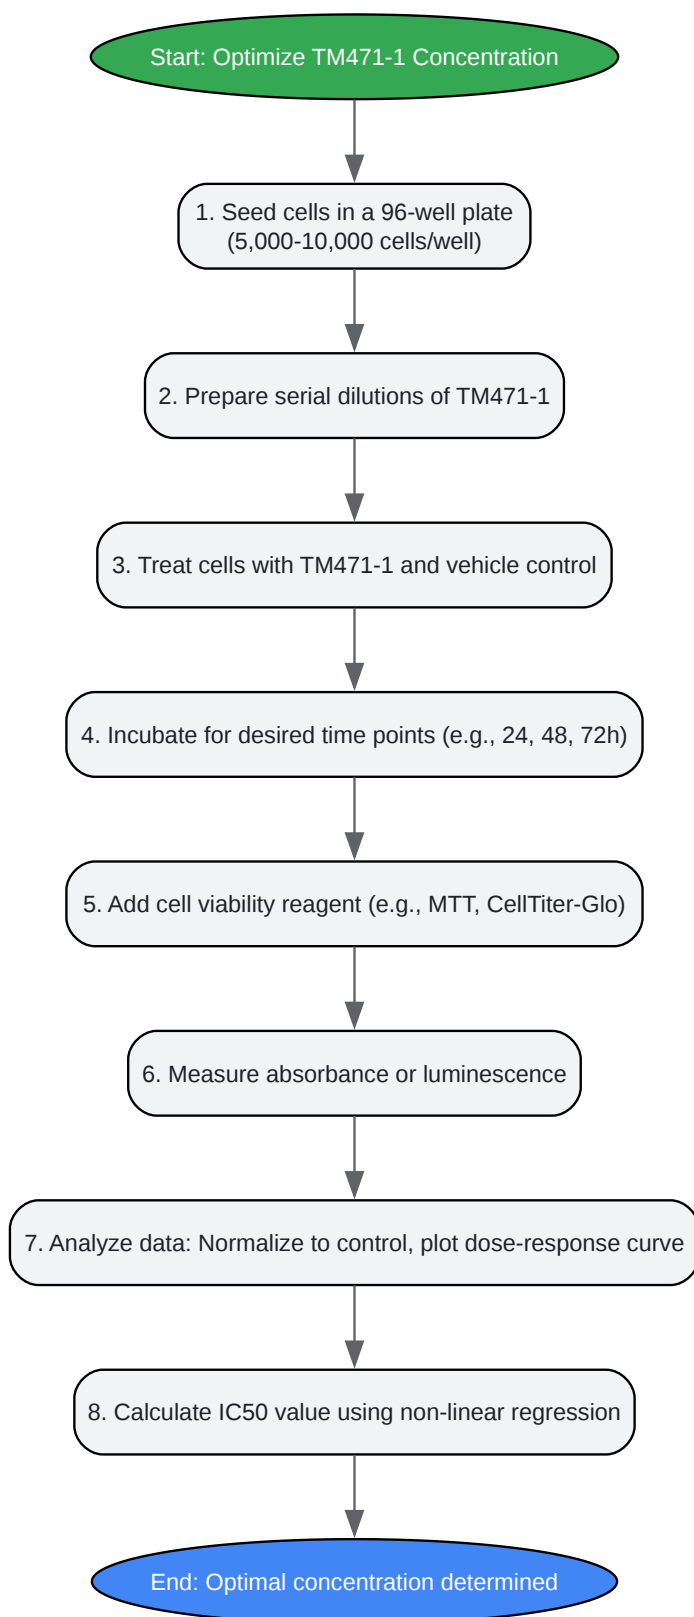 Start: Optimize TM471-1 Concentration
1. Seed cells in a 96-well plate
(5,000-10,000 cells/well)
2. Prepare serial dilutions of TM471-1
3. Treat cells with TM471-1 and vehicle control
4. Incubate for desired time points (e.g., 24, 48, 72h)
5. Add cell viability reagent (e.g., MTT, CellTiter-Glo)
6. Measure absorbance or luminescence
7. Analyze data: Normalize to control, plot dose-response curve
8. Calculate IC50 value using non-linear regression
End: Optimal concentration determined